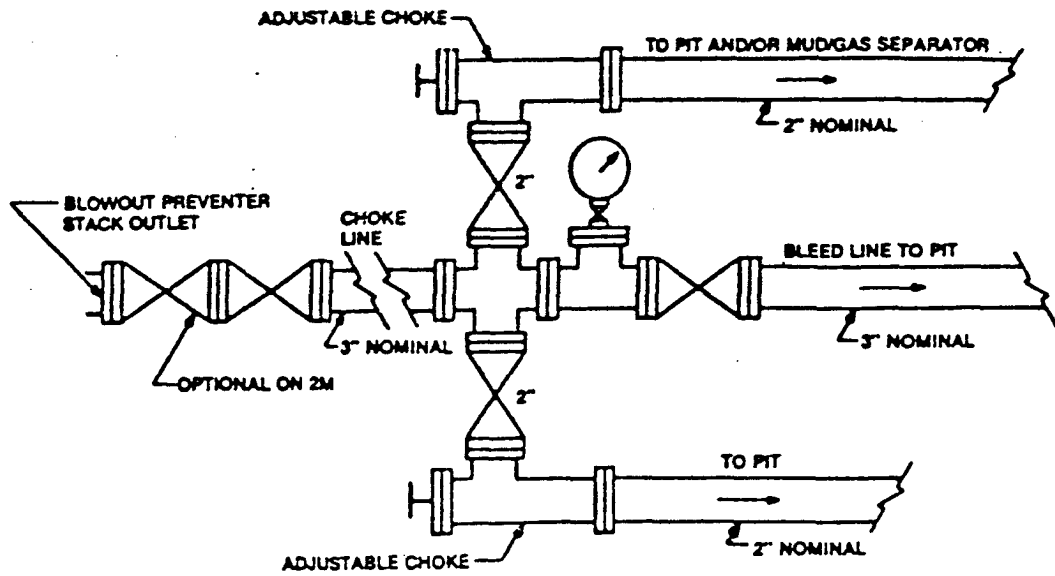 ADJUSTABLE CHOKE
TO PIT AND/OR MUD/GAS SEPARATOR
2" NOMINAL
2"
BLOWOUT PREVENTER
STACK OUTLET
CHOKE
LINE
BLEED LINE TO PIT
3" NOMINAL
3" NOMINAL
OPTIONAL ON 2M
2"
TO PIT
2" NOMINAL
ADJUSTABLE CHOKE